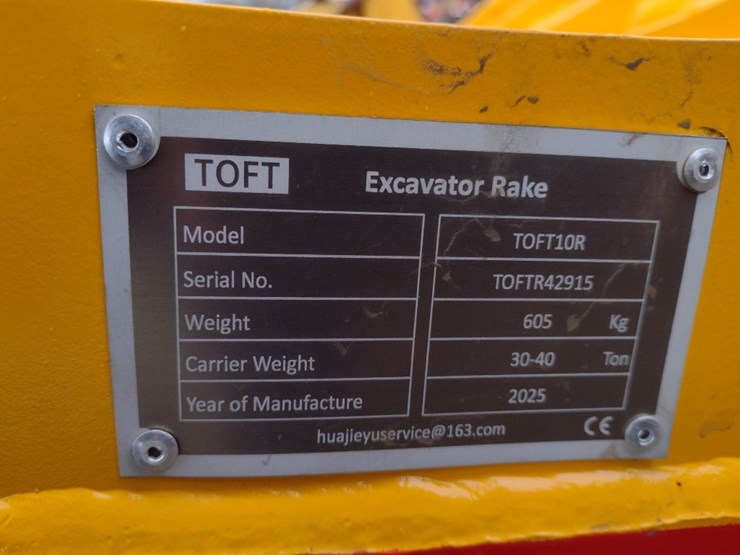 TOFT Excavator Rake
Model TOFT10R
Serial No. TOFTR42915
Weight 605 Kg
Carrier Weight 30-40 Ton
Year of Manufacture 2025
huajieyuservice@163.com CE